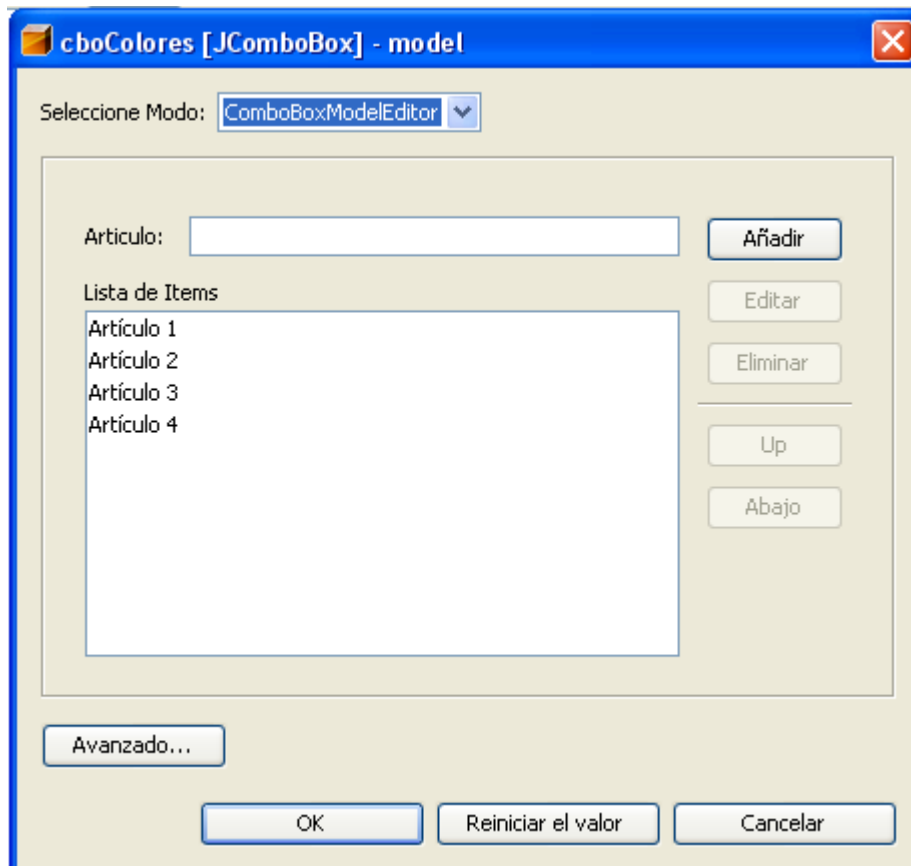 cboColores [JComboBox] - model
Seleccione Modo: ComboBoxModelEditor
Articulo:
Añadir
Lista de Items
Editar
Artículo 1
Artículo 2
Eliminar
Artículo 3
Artículo 4
Up
Abajo
Avanzado...
OK Reiniciar el valor Cancelar